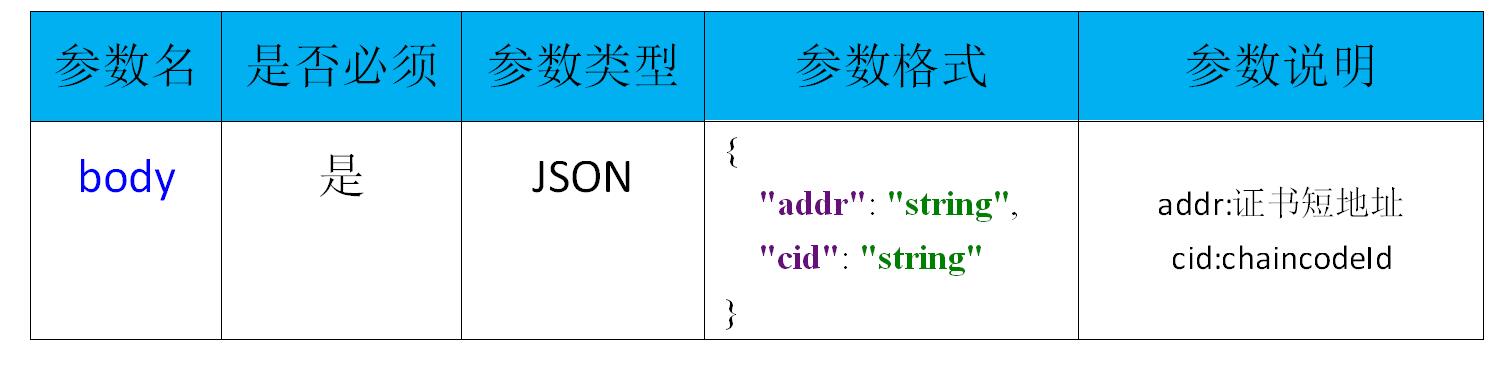 参数名 是否必须 参数类型 参数格式 参数说明
body 是 JSON
{
"addr": "string",
"cid": "string"
}
addr:证书短地址
cid:chaincodeId